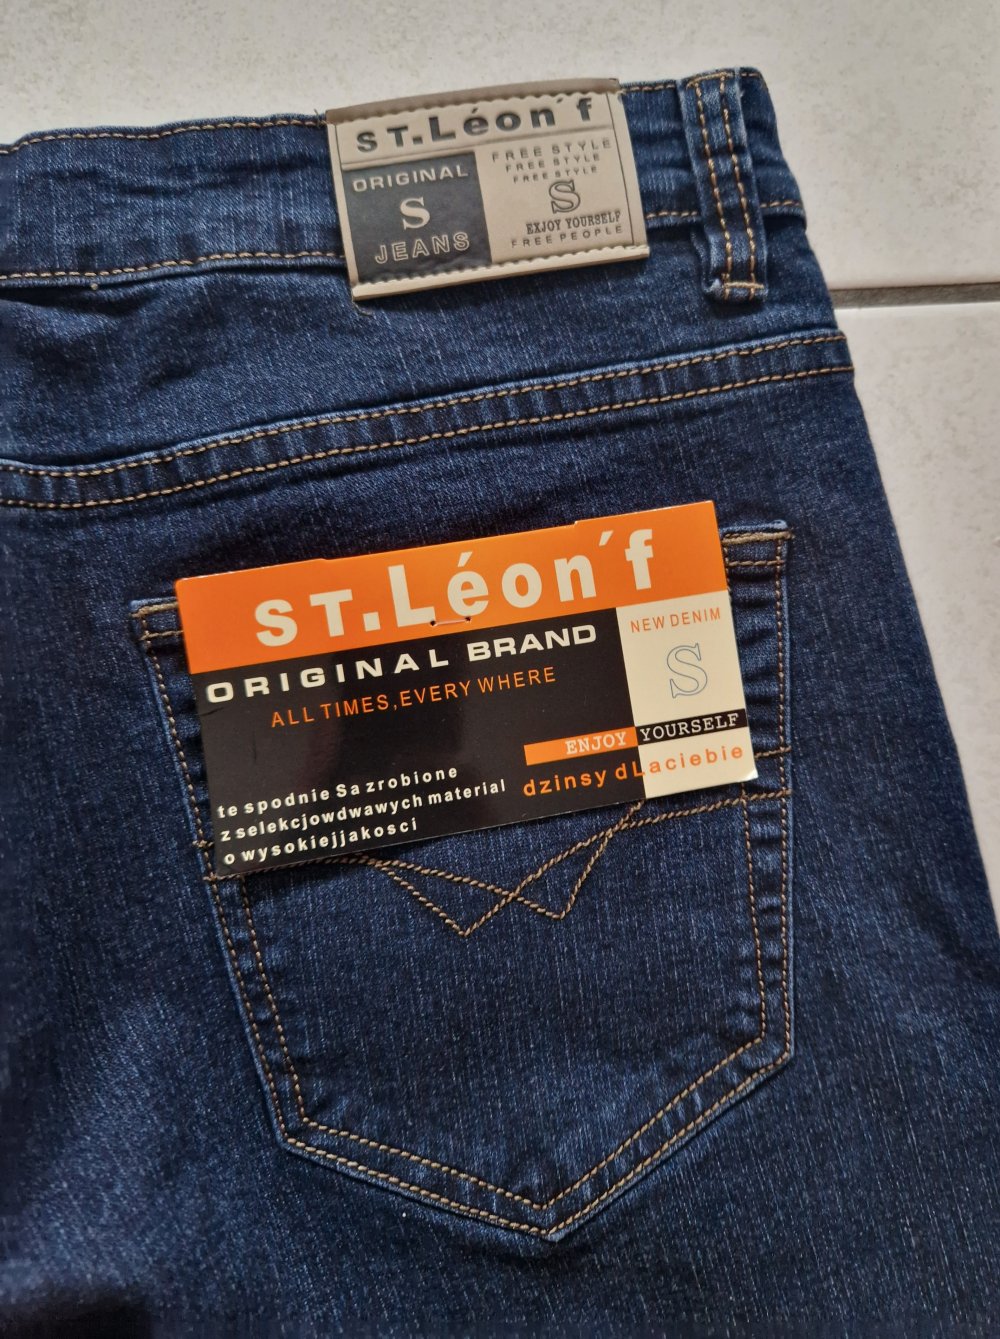 ST.Léon´f
ORIGINAL
S
JEANS
FREE STYLE
FREE STYLE
FREE STYLE
S
EXJOY YOURSELF
FREE PEOPLE
ST.Léon´f
ORIGINAL BRAND
ALL TIMES,EVERY WHERE
NEW DENIM
S
ENJOY YOURSELF
dzinsy dLaciebie
te spodnie Sa zrobione
z selekcjowdwawych material
o wysokiejjakosci